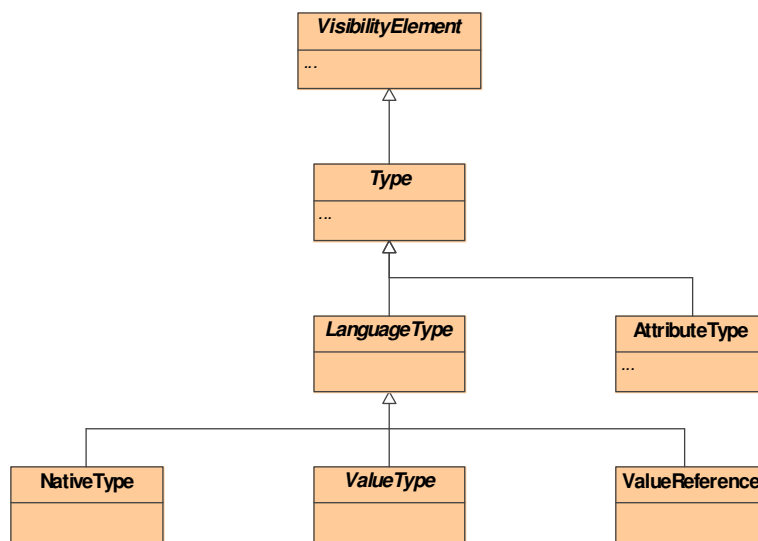 VisibilityElement
...
Type
...
LanguageType
AttributeType
...
NativeType
ValueType
ValueReference